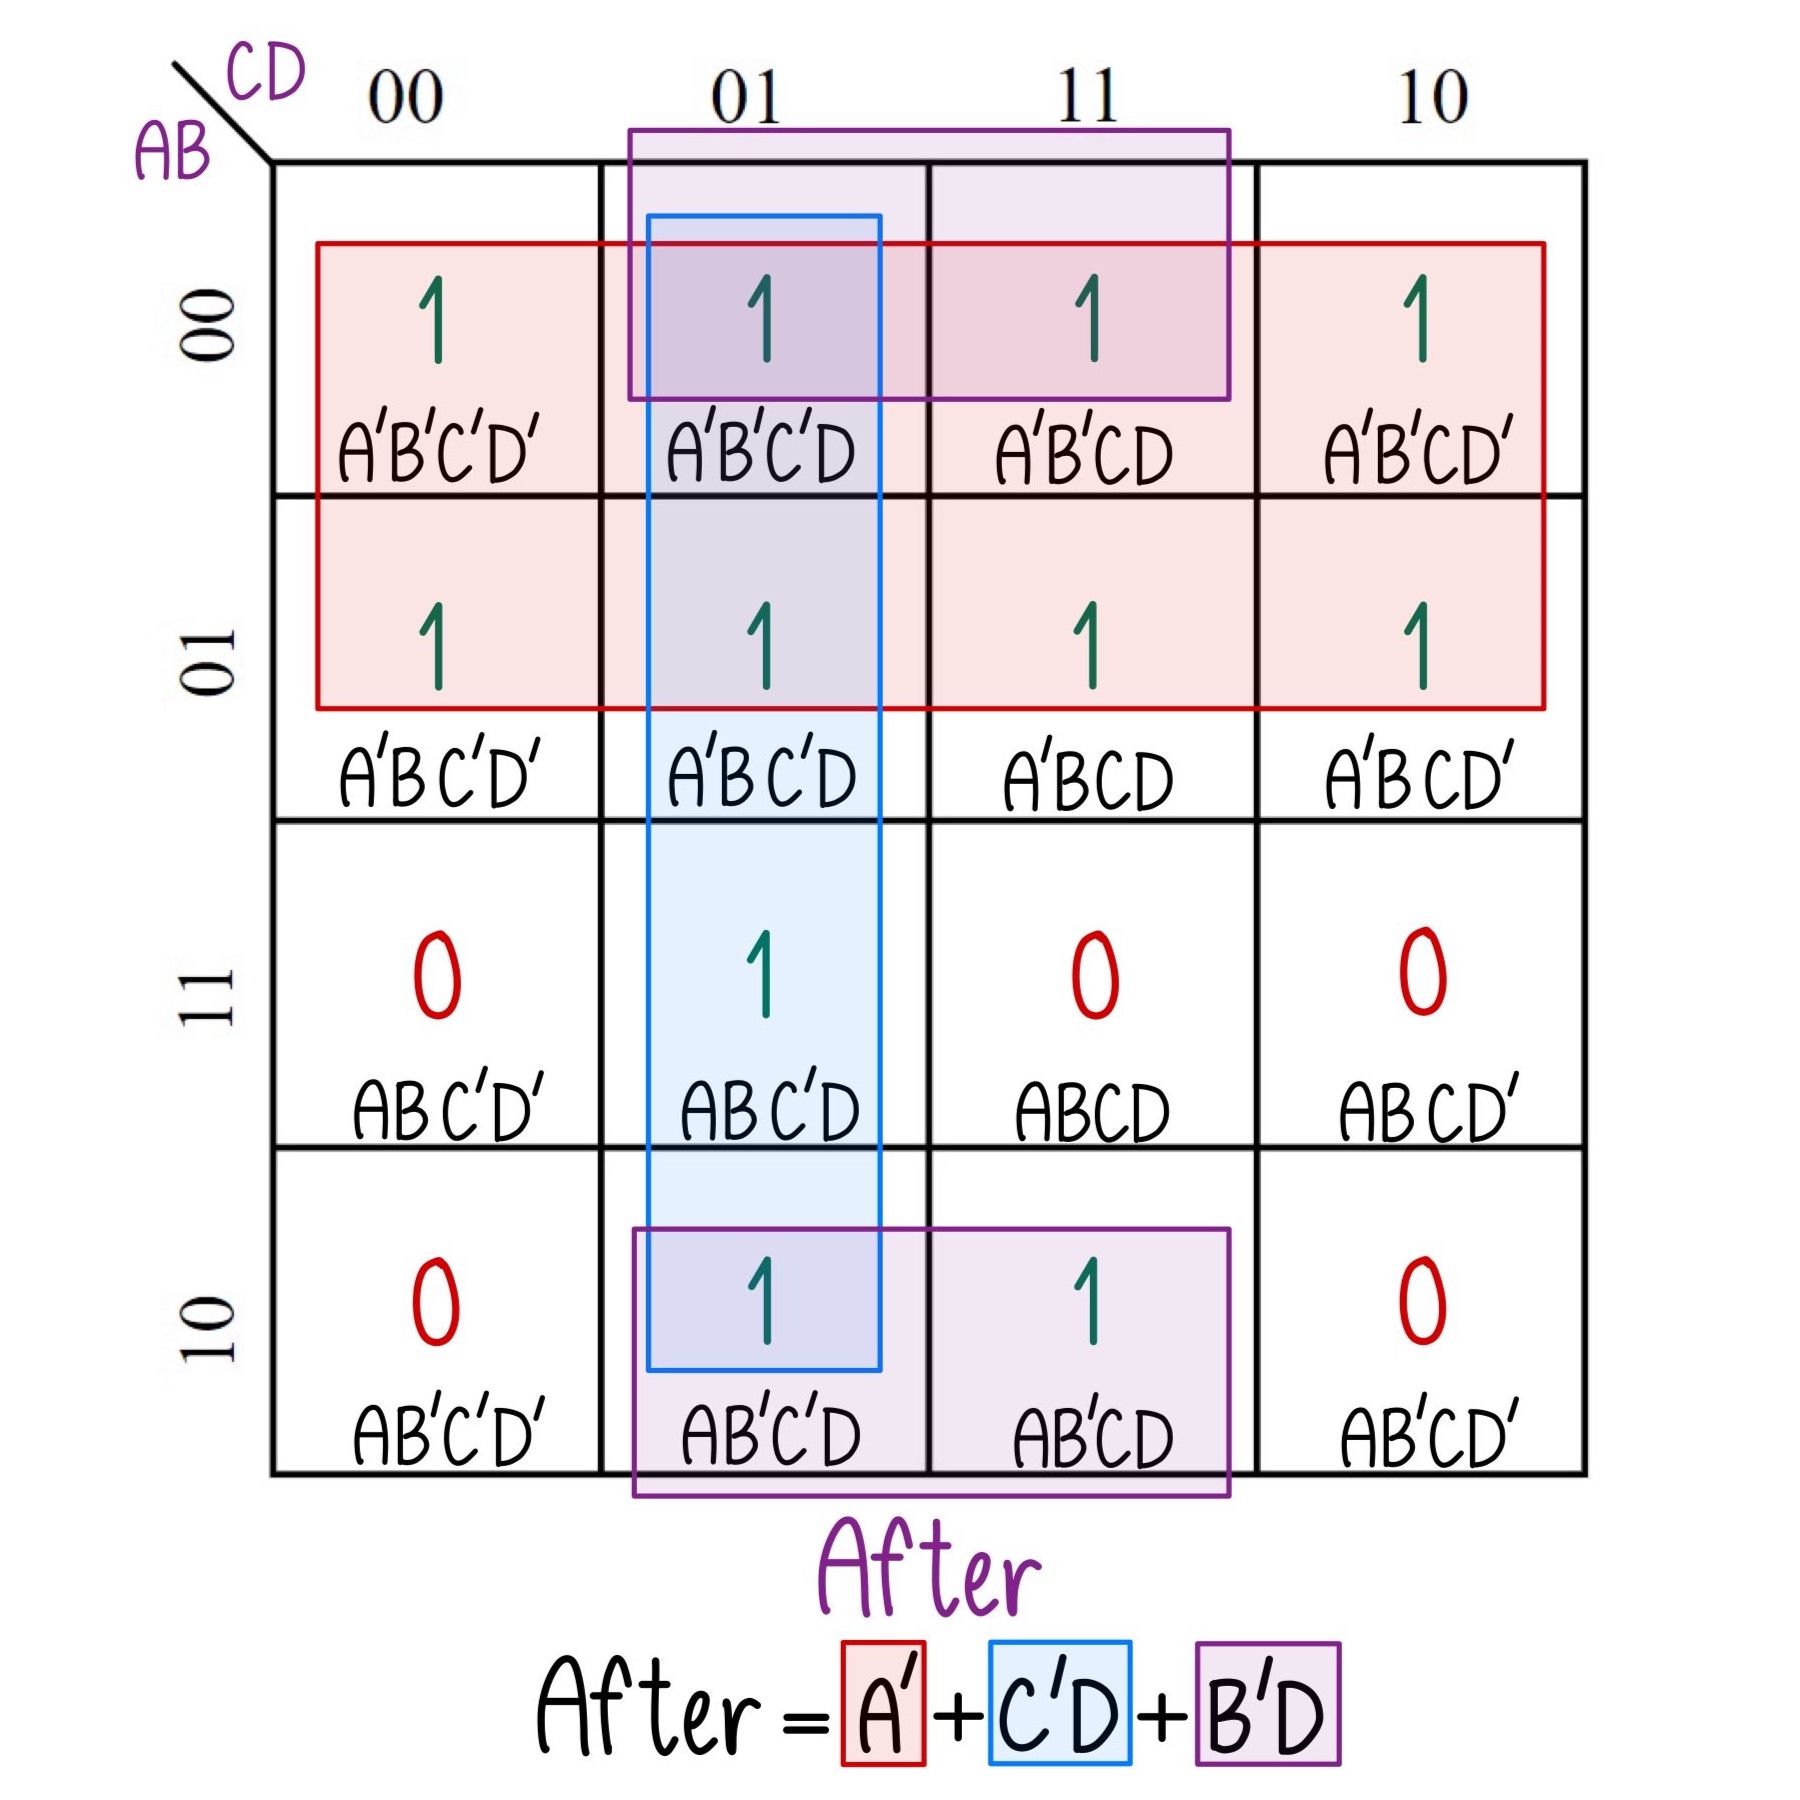 CD
AB
00 01 11 10
00
1 1 1 1
A'B'C'D' A'B'C'D A'B'CD A'B'CD'
01
1 1 1 1
A'BC'D' A'BC'D A'BCD A'BCD'
11
0 1 0 0
ABC'D' ABC'D ABCD ABCD'
10
0 1 1 0
AB'C'D' AB'C'D AB'CD AB'CD'
After
After = A' + C'D + B'D